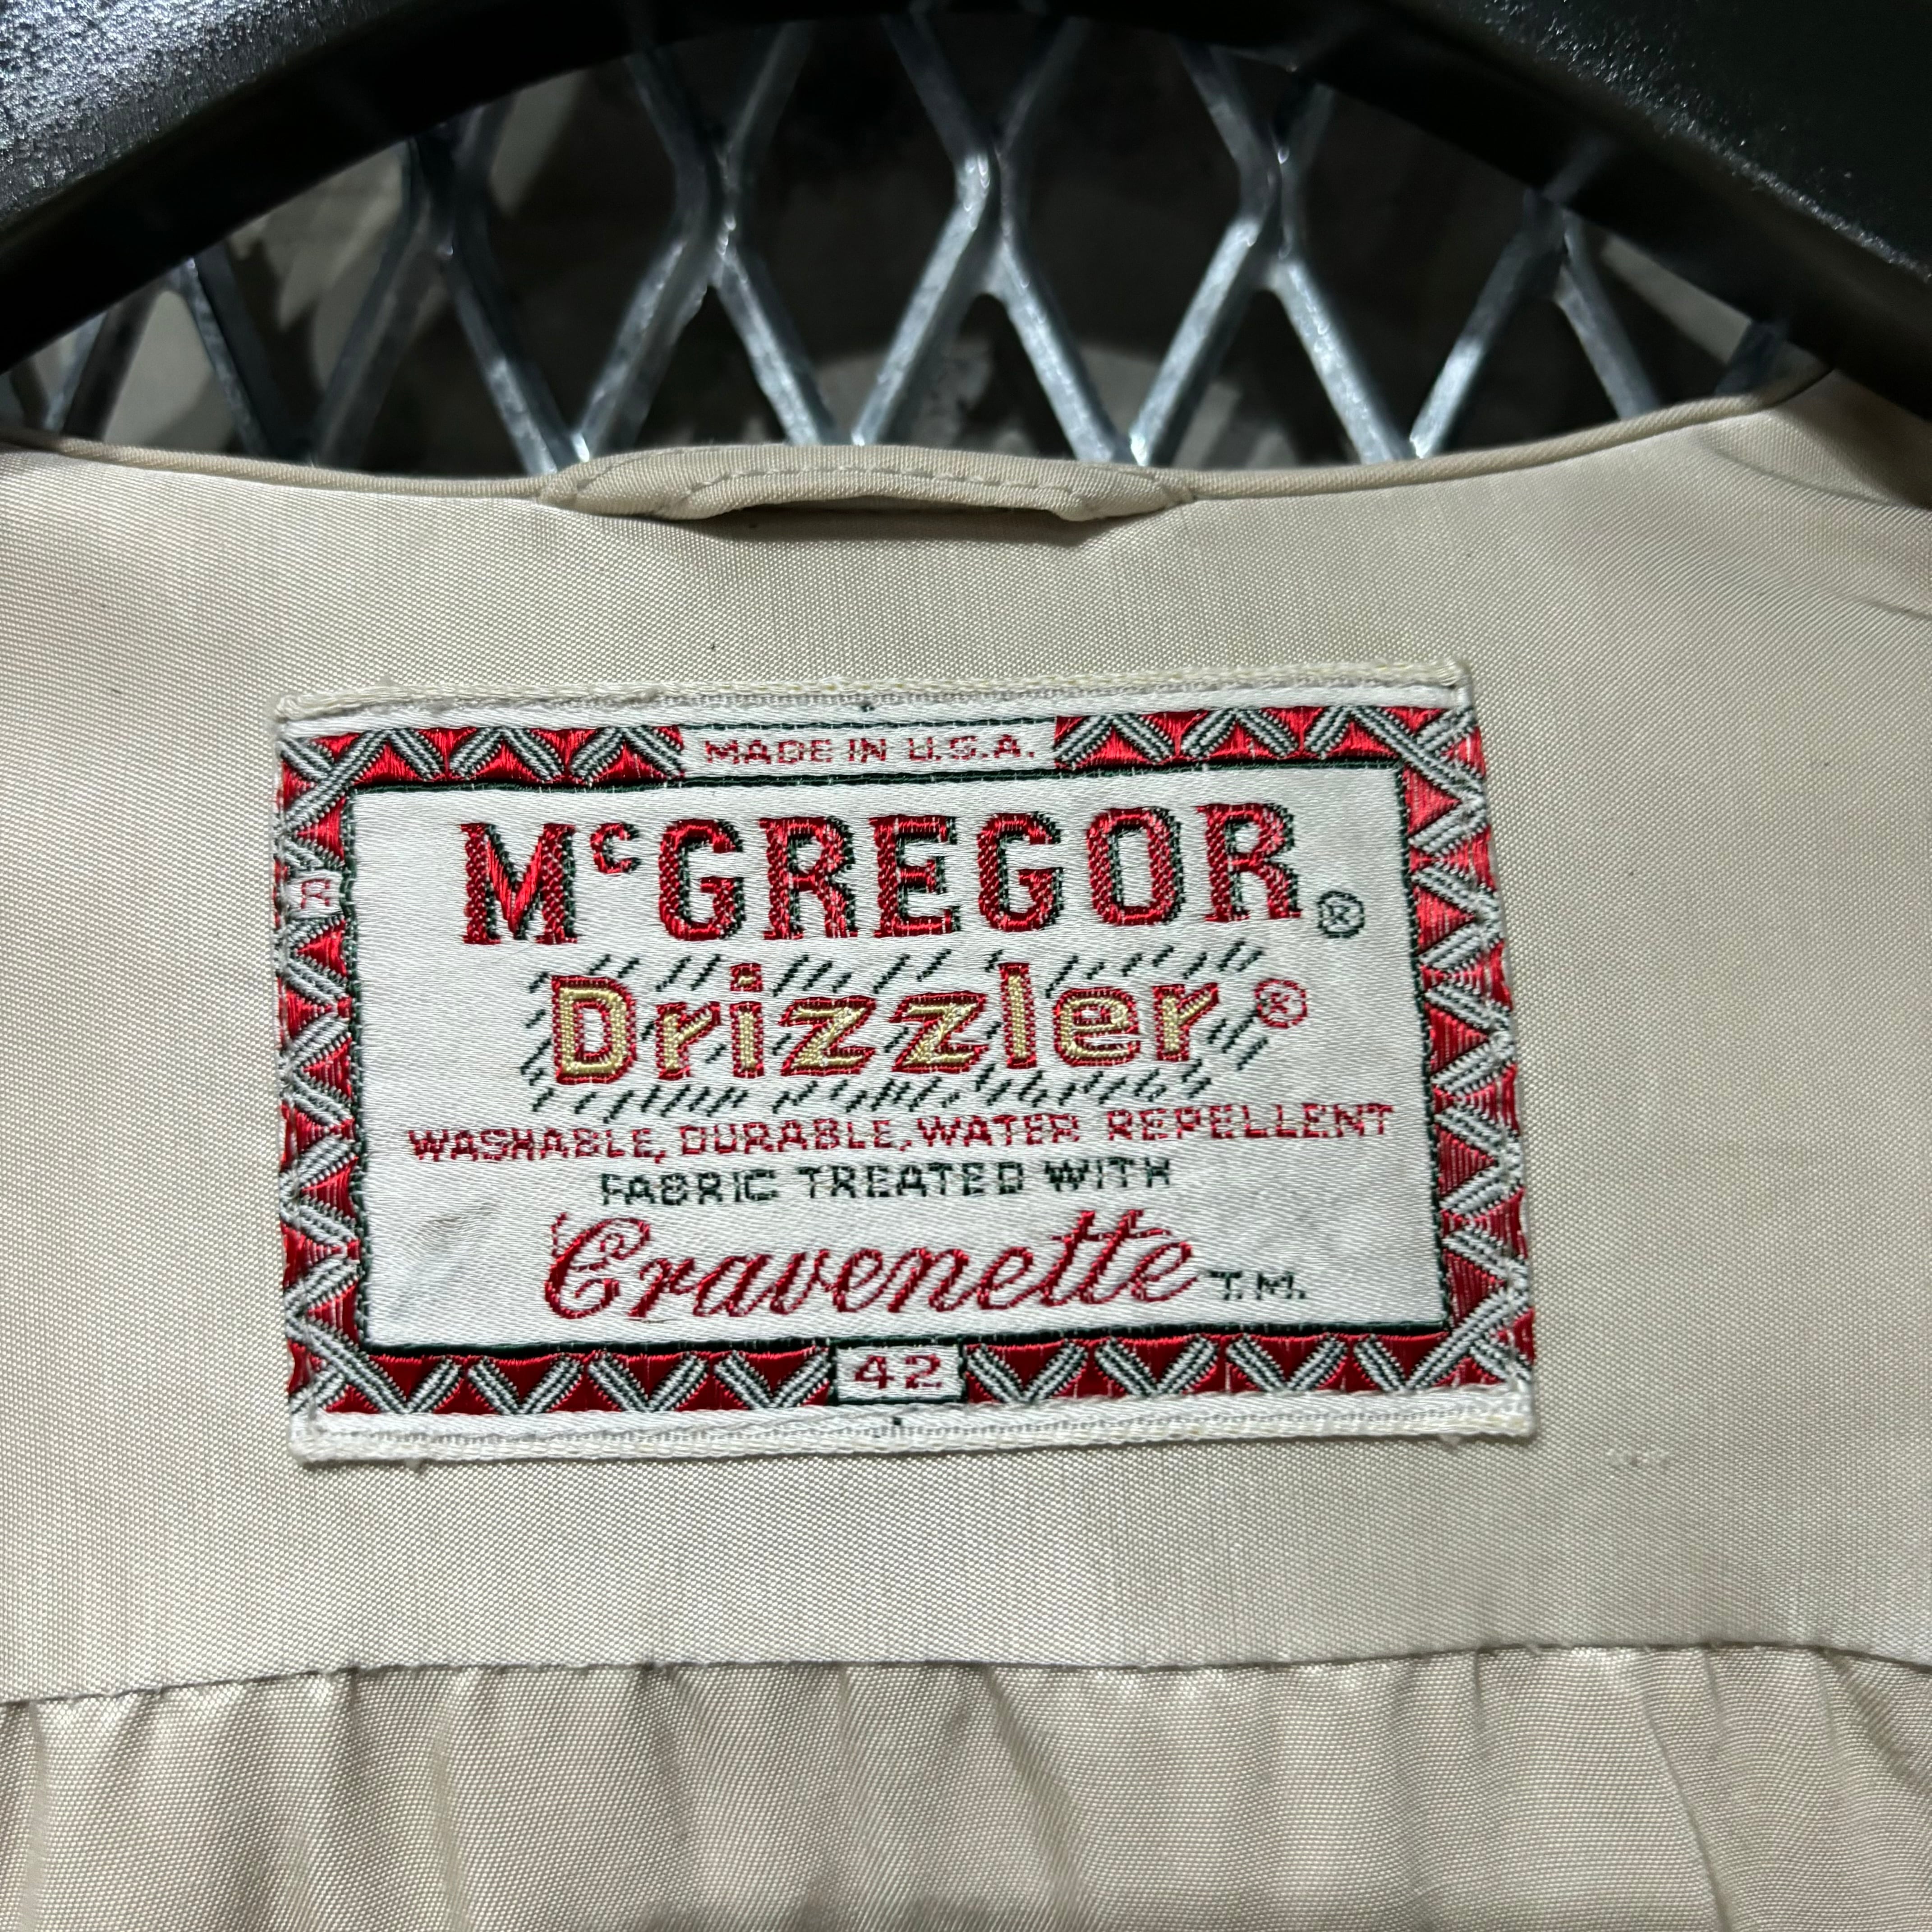 MADE IN U.S.A.
McGREGOR®
Drizzler®
WASHABLE, DURABLE, WATER REPELLENT
FABRIC TREATED WITH
Cravenette T.M.
42